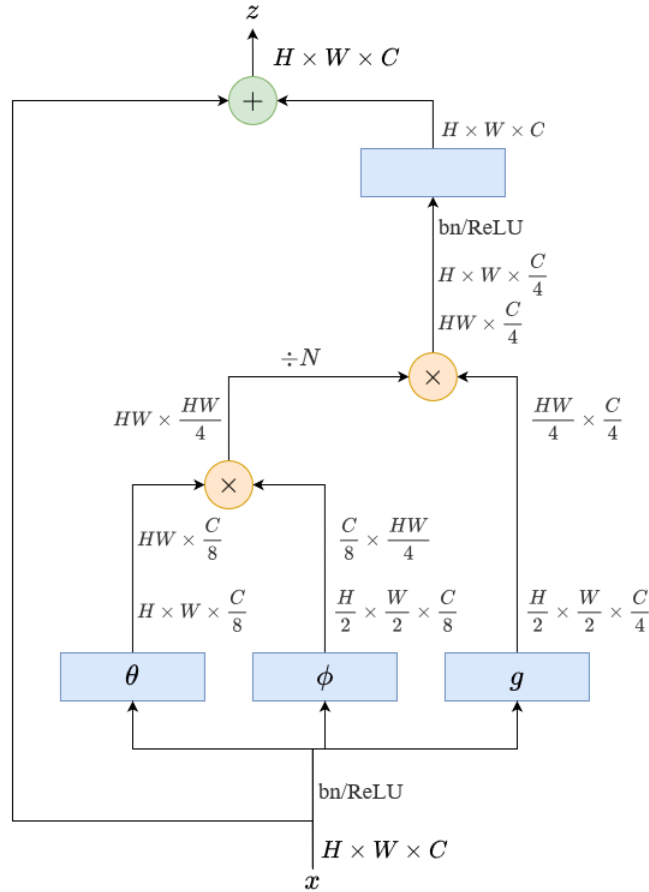 z
H × W × C
+
H × W × C
bn/ReLU
H × W × C/4
HW × C/4
÷N
×
HW × HW/4
HW/4 × C/4
×
HW × C/8
C/8 × HW/4
H × W × C/8
H/2 × W/2 × C/8
H/2 × W/2 × C/4
θ
ϕ
g
bn/ReLU
H × W × C
x